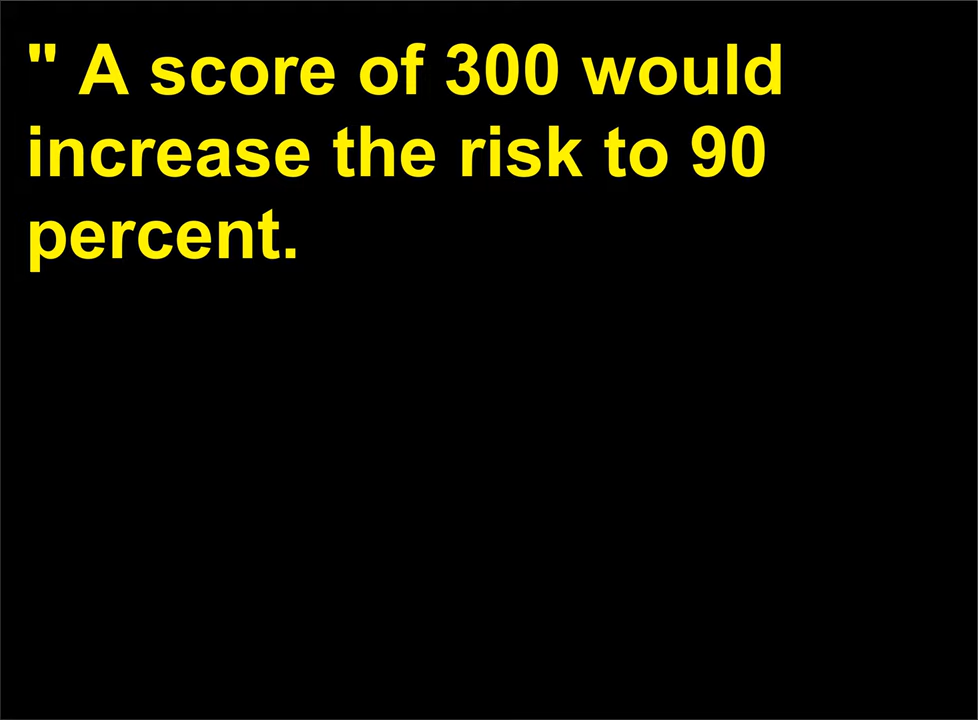 " A score of 300 would
increase the risk to 90
percent.